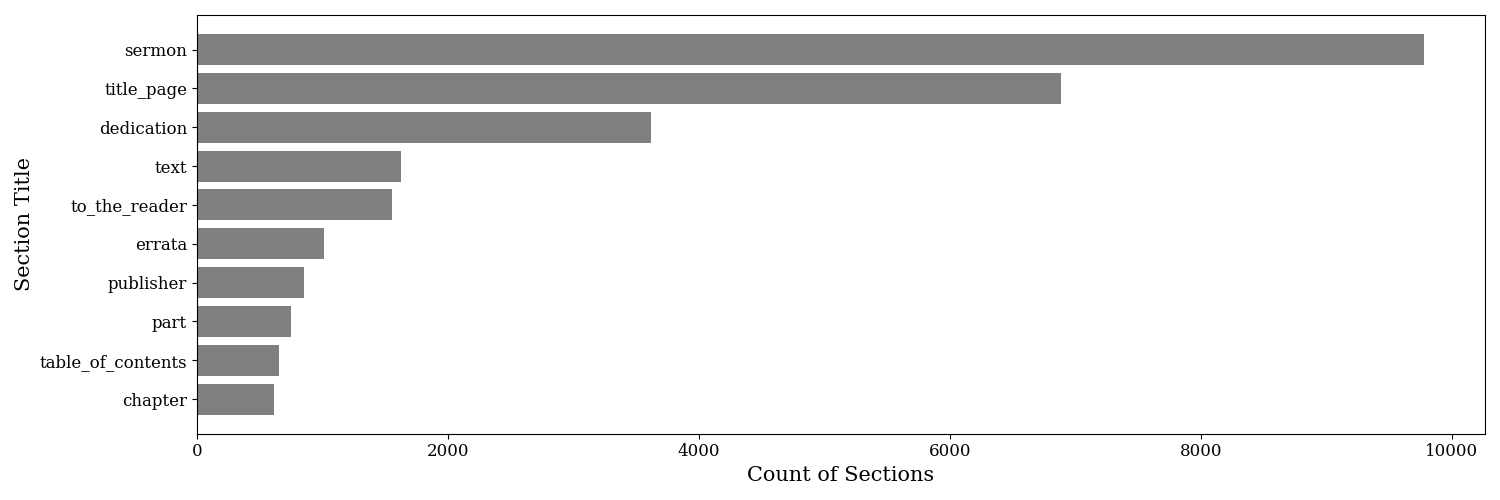 Section Title
sermon
title_page
dedication
text
to_the_reader
errata
publisher
part
table_of_contents
chapter
0 2000 4000 6000 8000 10000
Count of Sections